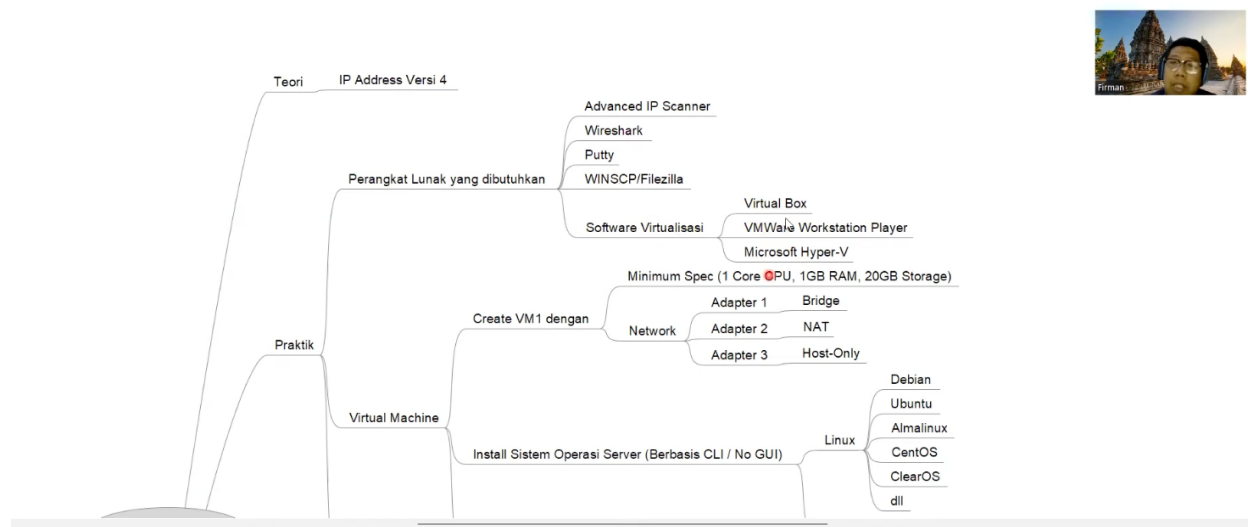 Firman
Teori
IP Address Versi 4
Advanced IP Scanner
Wireshark
Putty
Perangkat Lunak yang dibutuhkan
WINSCP/Filezilla
Virtual Box
Software Virtualisasi
VMWare Workstation Player
Microsoft Hyper-V
Minimum Spec (1 Core CPU, 1GB RAM, 20GB Storage)
Create VM1 dengan
Adapter 1
Bridge
Network
Adapter 2
NAT
Adapter 3
Host-Only
Praktik
Virtual Machine
Debian
Ubuntu
Linux
Almalinux
Install Sistem Operasi Server (Berbasis CLI / No GUI)
CentOS
ClearOS
dll